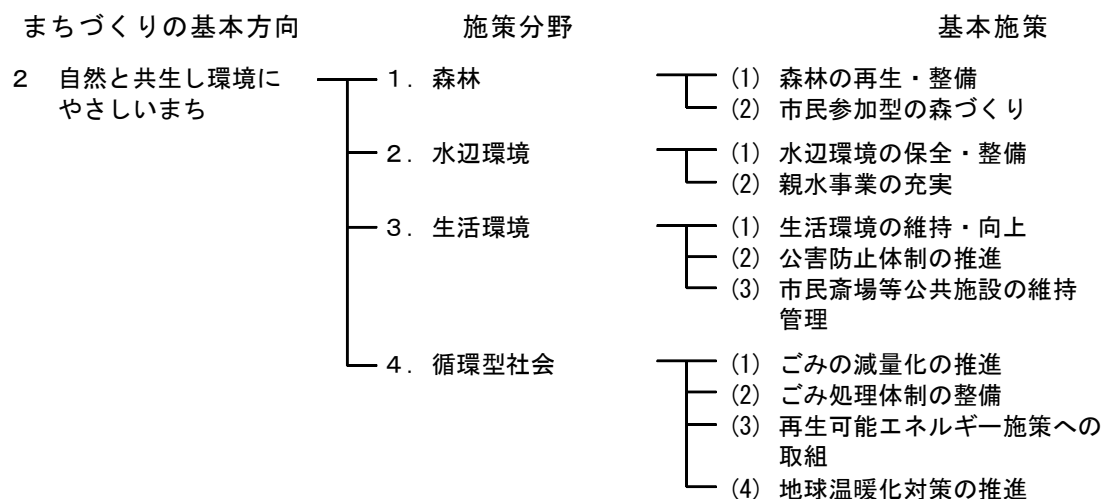 まちづくりの基本方向　施策分野　基本施策
２　自然と共生し環境に　１．森林　(1) 森林の再生・整備
やさしいまち　(2) 市民参加型の森づくり
２．水辺環境　(1) 水辺環境の保全・整備
(2) 親水事業の充実
３．生活環境　(1) 生活環境の維持・向上
(2) 公害防止体制の推進
(3) 市民斎場等公共施設の維持
管理
４．循環型社会　(1) ごみの減量化の推進
(2) ごみ処理体制の整備
(3) 再生可能エネルギー施策への
取組
(4) 地球温暖化対策の推進